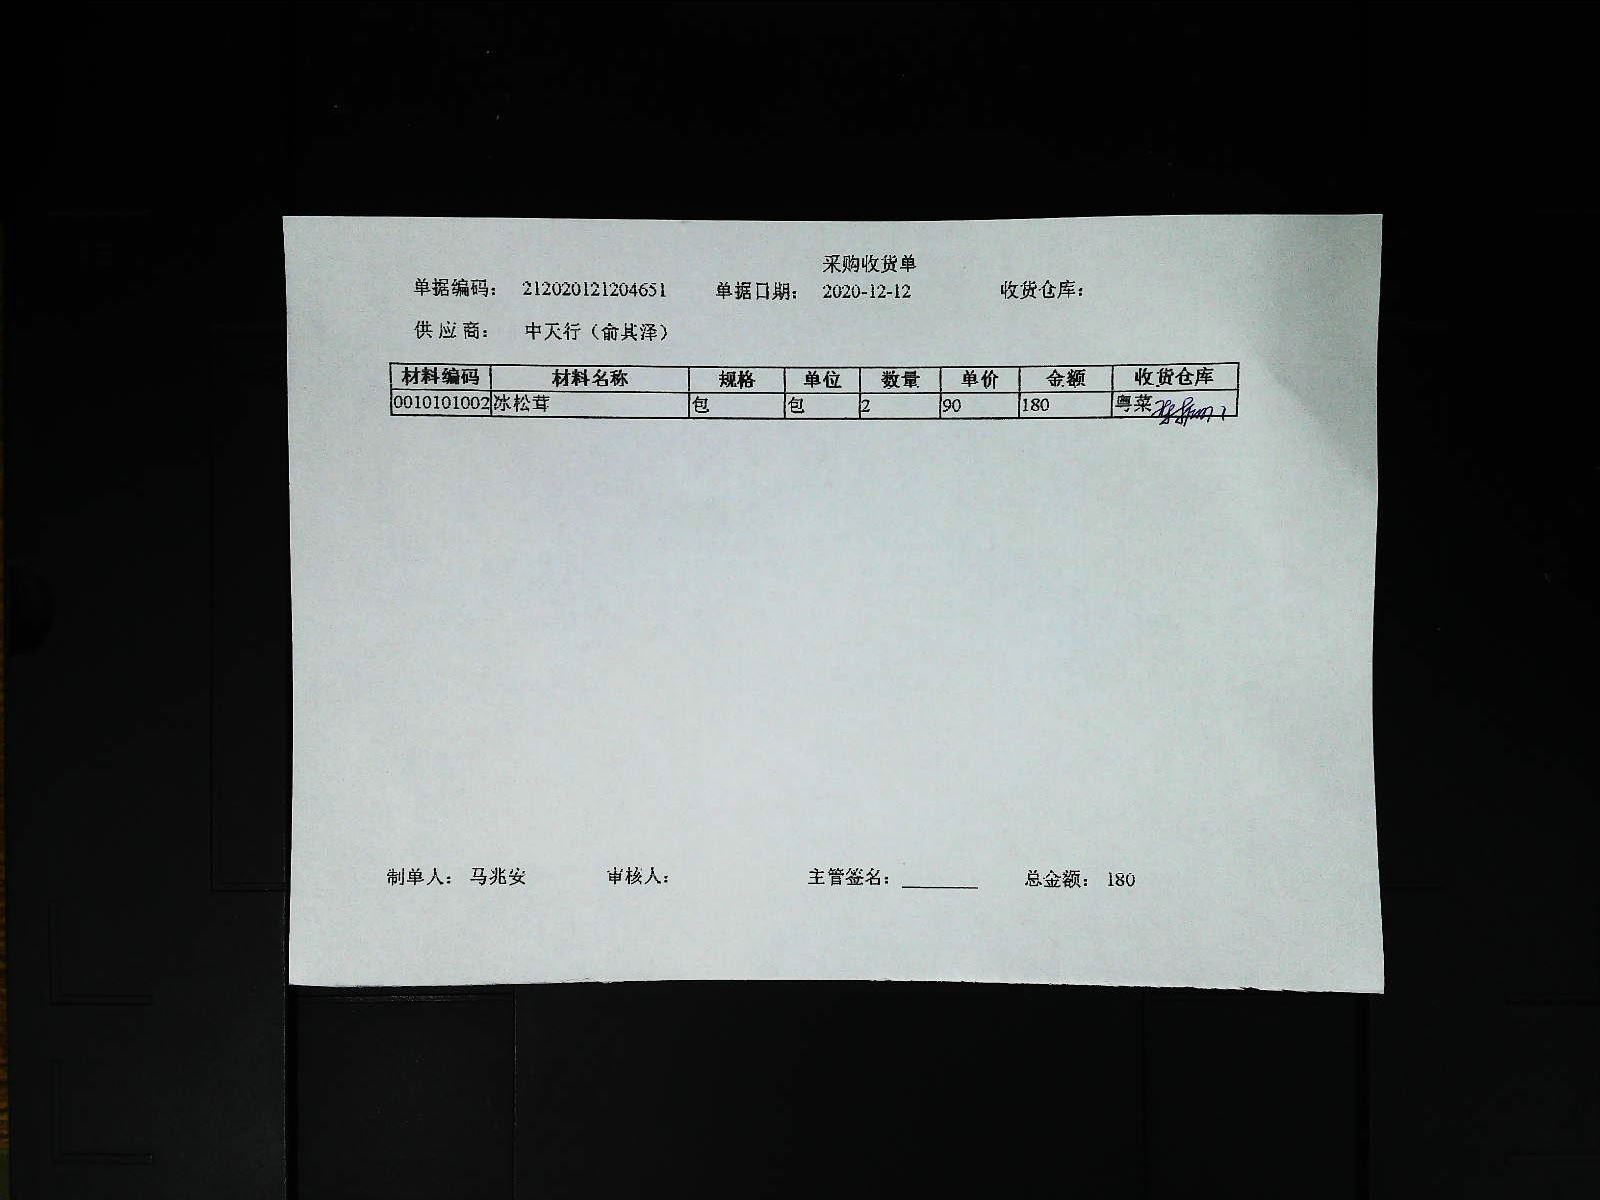 采购收货单
单据编码： 212020121204651 单据日期： 2020-12-12 收货仓库：
供应商： 中天行（俞其泽）
材料编码 材料名称 规格 单位 数量 单价 金额 收货仓库
0010101002 冰松茸 包 包 2 90 180 粤菜
制单人： 马兆安 审核人： 主管签名： 总金额： 180